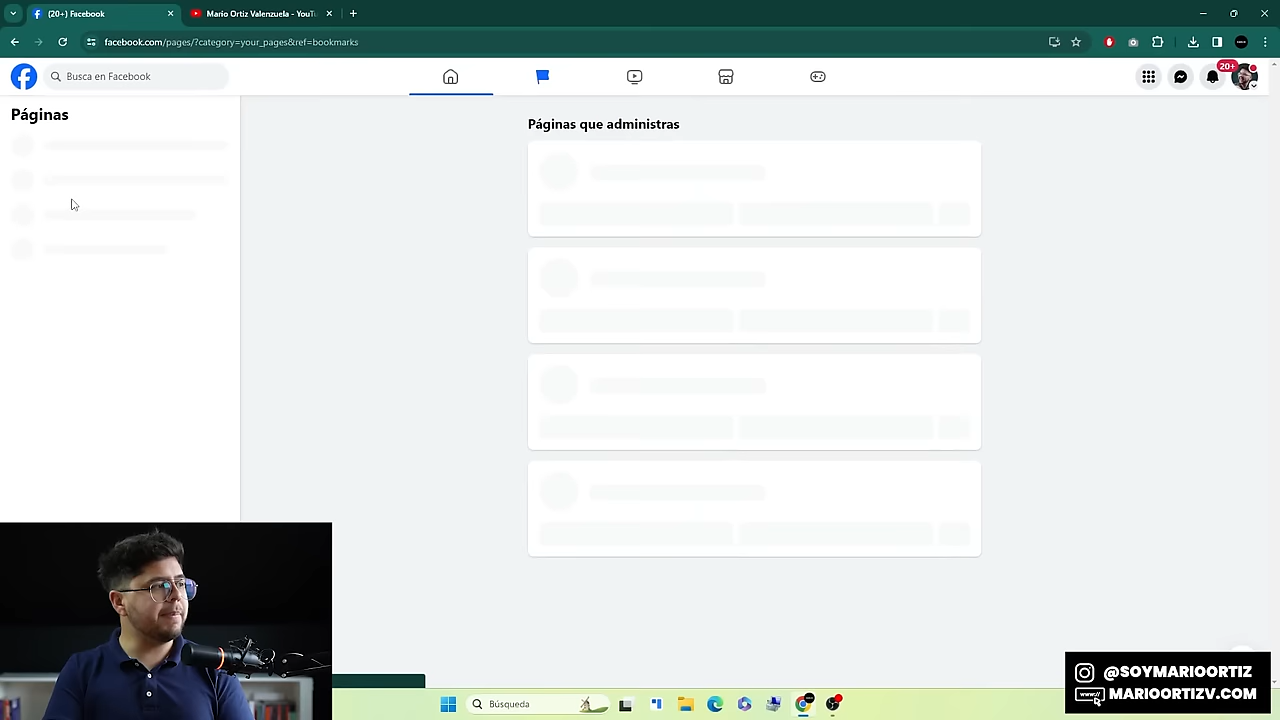 (20+) Facebook
Mario Ortiz Valenzuela - YouTu
facebook.com/pages/?category=your_pages&ref=bookmarks
Busca en Facebook
20+
Páginas
Páginas que administras
@SOYMARIOORTIZ
www://
MARIOORTIZV.COM
Búsqueda